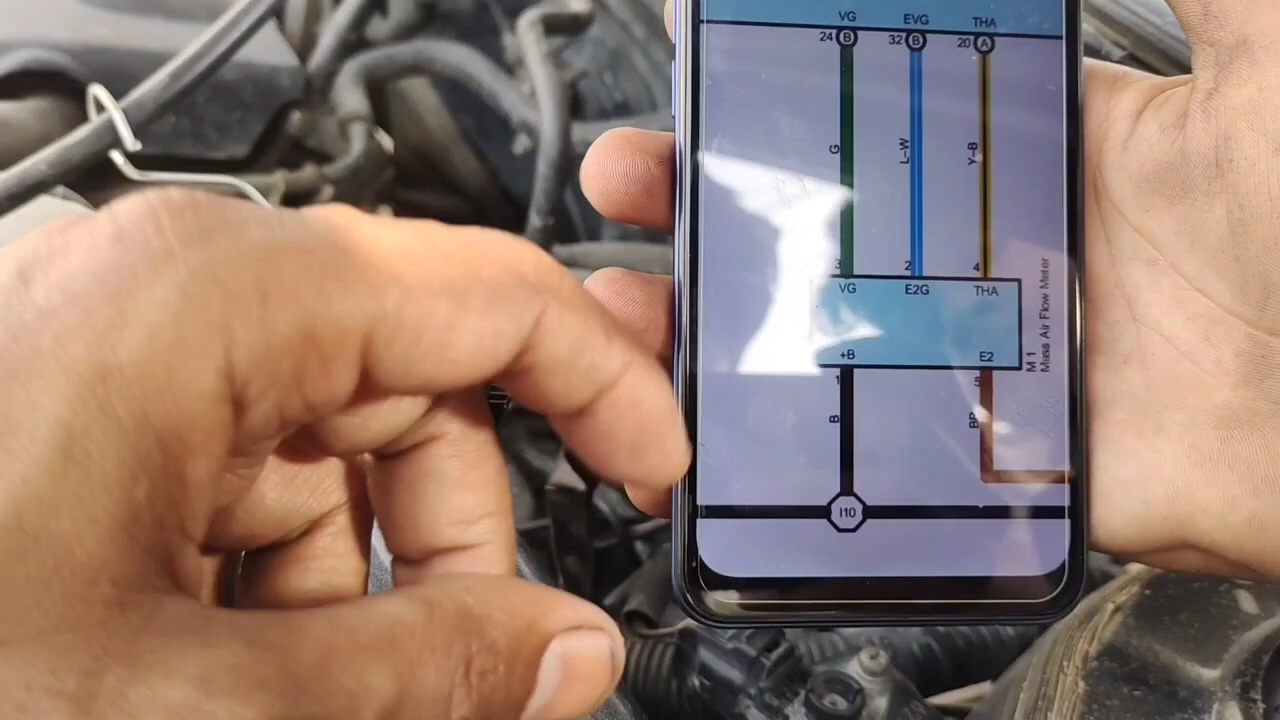 VG EVG THA
24 B 32 B 20 A
G L-W Y-B
3 2 4
VG E2G THA
M 1
Mass Air Flow Meter
+B E2
1 5
B BR
I10